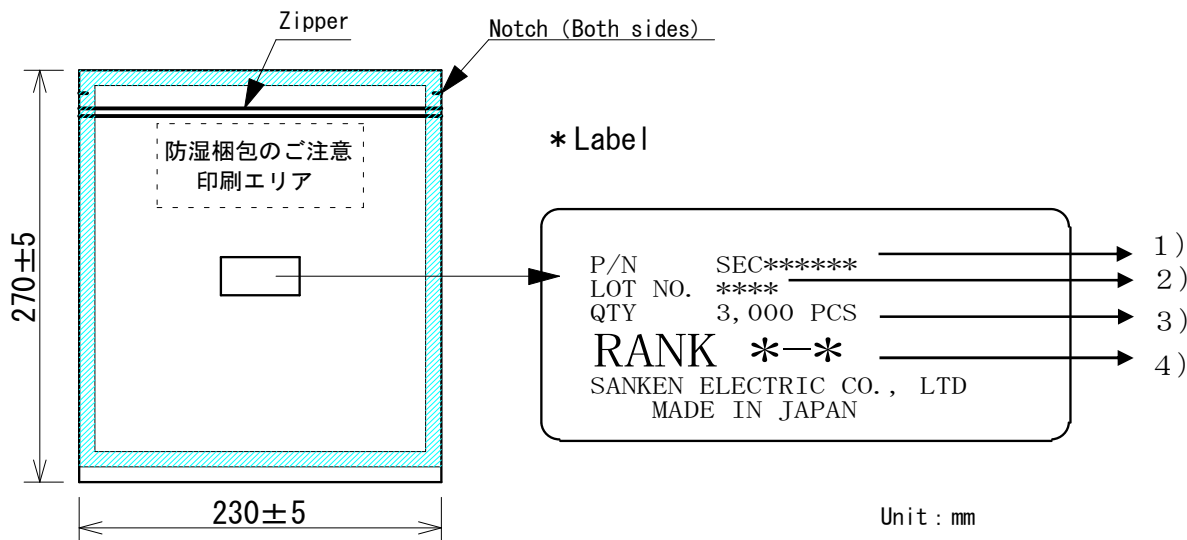 Zipper
Notch (Both sides)
防湿梱包のご注意
印刷エリア
270±5
230±5
*Label
P/N SEC******
LOT NO. ****
QTY 3,000 PCS
RANK *—*
SANKEN ELECTRIC CO., LTD
MADE IN JAPAN
1)
2)
3)
4)
Unit : mm